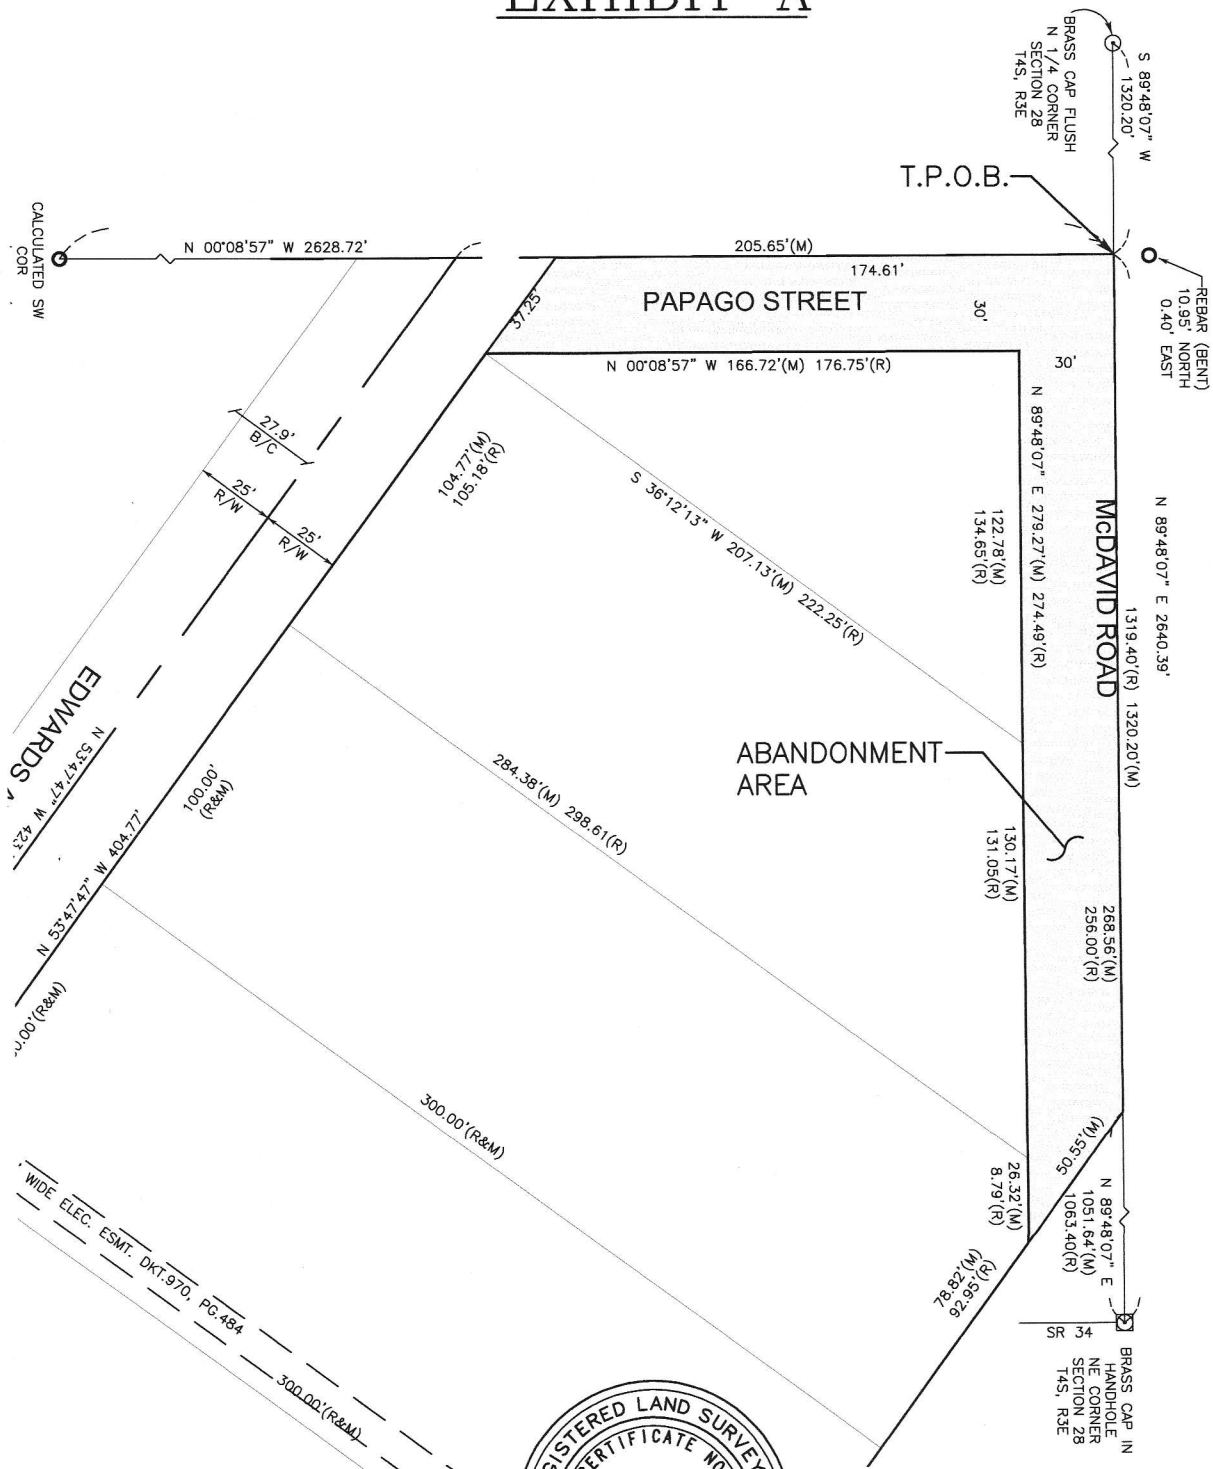 EXHIBIT "A"
S 89°48'07" W
1320.20'
BRASS CAP FLUSH
N 1/4 CORNER
SECTION 28
T4S, R3E
T.P.O.B.
REBAR (BENT)
10.95' NORTH
0.40' EAST
CALCULATED SW
COR
N 00°08'57" W 2628.72'
205.65'(M)
174.61'
PAPAGO STREET
30'
30'
37.25'
N 00°08'57" W 166.72'(M) 176.75'(R)
N 89°48'07" E 279.27'(M) 274.49'(R)
McDAVID ROAD
N 89°48'07" E 2640.39'
1319.40'(R) 1320.20'(M)
27.9'
B/C
25'
R/W
25'
R/W
104.77'(M)
105.18'(R)
S 36°12'13" W 207.13'(M) 222.25'(R)
122.78'(M)
134.65'(R)
EDWARDS
N 53°47'47" W 423
N 53°47'47" W 404.77'
100.00'
(R&M)
284.38'(M) 298.61(R)
ABANDONMENT
AREA
130.17'(M)
131.05(R)
268.56'(M)
256.00'(R)
0.00'(R&M)
300.00'(R&M)
50.55'(M)
26.32'(M)
8.79'(R)
N 89°48'07" E
1051.64'(M)
1063.40(R)
78.82'(M)
92.95'(R)
SR 34
BRASS CAP IN
HANDHOLE
NE CORNER
SECTION 28
T4S, R3E
' WIDE ELEC. ESMT. DKT.970, PG.484
300.00'(R&M)
GISTERED LAND SURVEY
ERTIFICATE NO